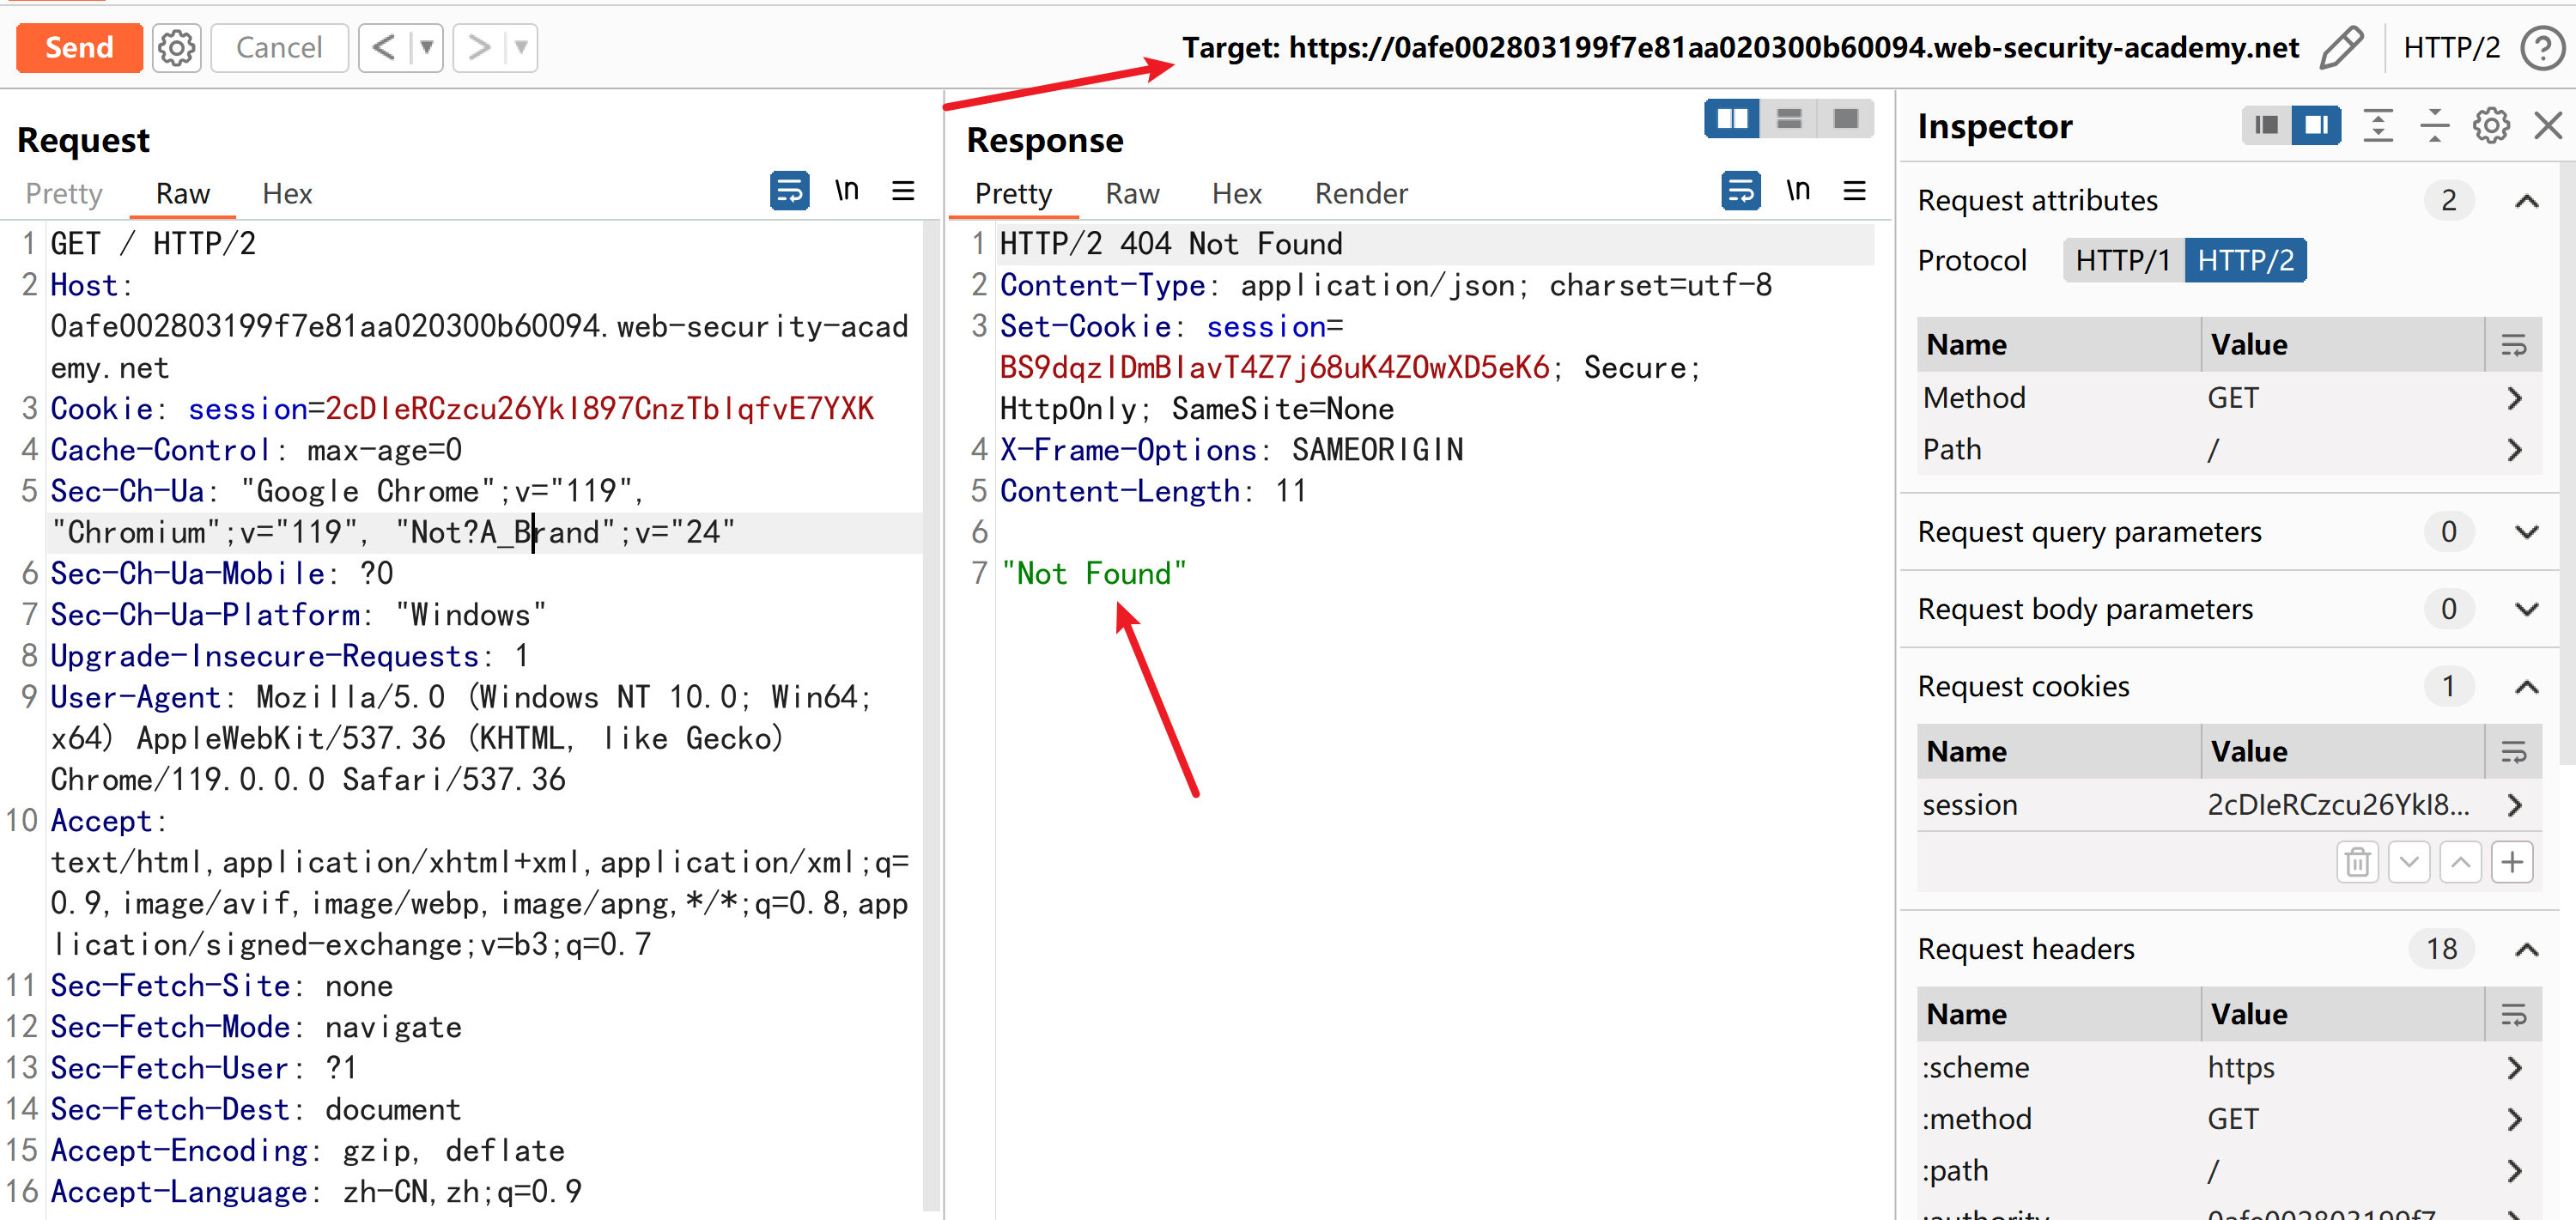 Send
Cancel
<
>
Target: https://0afe002803199f7e81aa020300b60094.web-security-academy.net
HTTP/2
?
Request
Pretty
Raw
Hex
\n
1 GET / HTTP/2
2 Host:
0afe002803199f7e81aa020300b60094.web-security-acad
emy.net
3 Cookie: session=2cDIeRCzcu26YkI897CnzTbIqfvE7YXK
4 Cache-Control: max-age=0
5 Sec-Ch-Ua: "Google Chrome";v="119",
"Chromium";v="119", "Not?A_Brand";v="24"
6 Sec-Ch-Ua-Mobile: ?0
7 Sec-Ch-Ua-Platform: "Windows"
8 Upgrade-Insecure-Requests: 1
9 User-Agent: Mozilla/5.0 (Windows NT 10.0; Win64;
x64) AppleWebKit/537.36 (KHTML, like Gecko)
Chrome/119.0.0.0 Safari/537.36
10 Accept:
text/html,application/xhtml+xml,application/xml;q=
0.9,image/avif,image/webp,image/apng,*/*;q=0.8,app
lication/signed-exchange;v=b3;q=0.7
11 Sec-Fetch-Site: none
12 Sec-Fetch-Mode: navigate
13 Sec-Fetch-User: ?1
14 Sec-Fetch-Dest: document
15 Accept-Encoding: gzip, deflate
16 Accept-Language: zh-CN,zh;q=0.9
Response
Pretty
Raw
Hex
Render
\n
1 HTTP/2 404 Not Found
2 Content-Type: application/json; charset=utf-8
3 Set-Cookie: session=
BS9dqzIDmBIavT4Z7j68uK4ZOwXD5eK6; Secure;
HttpOnly; SameSite=None
4 X-Frame-Options: SAMEORIGIN
5 Content-Length: 11
6
7 "Not Found"
Inspector
Request attributes 2
Protocol HTTP/1 HTTP/2
Name Value
Method GET
Path /
Request query parameters 0
Request body parameters 0
Request cookies 1
Name Value
session 2cDIeRCzcu26YkI8...
Request headers 18
Name Value
:scheme https
:method GET
:path /
:authority 0afe002803199f7...